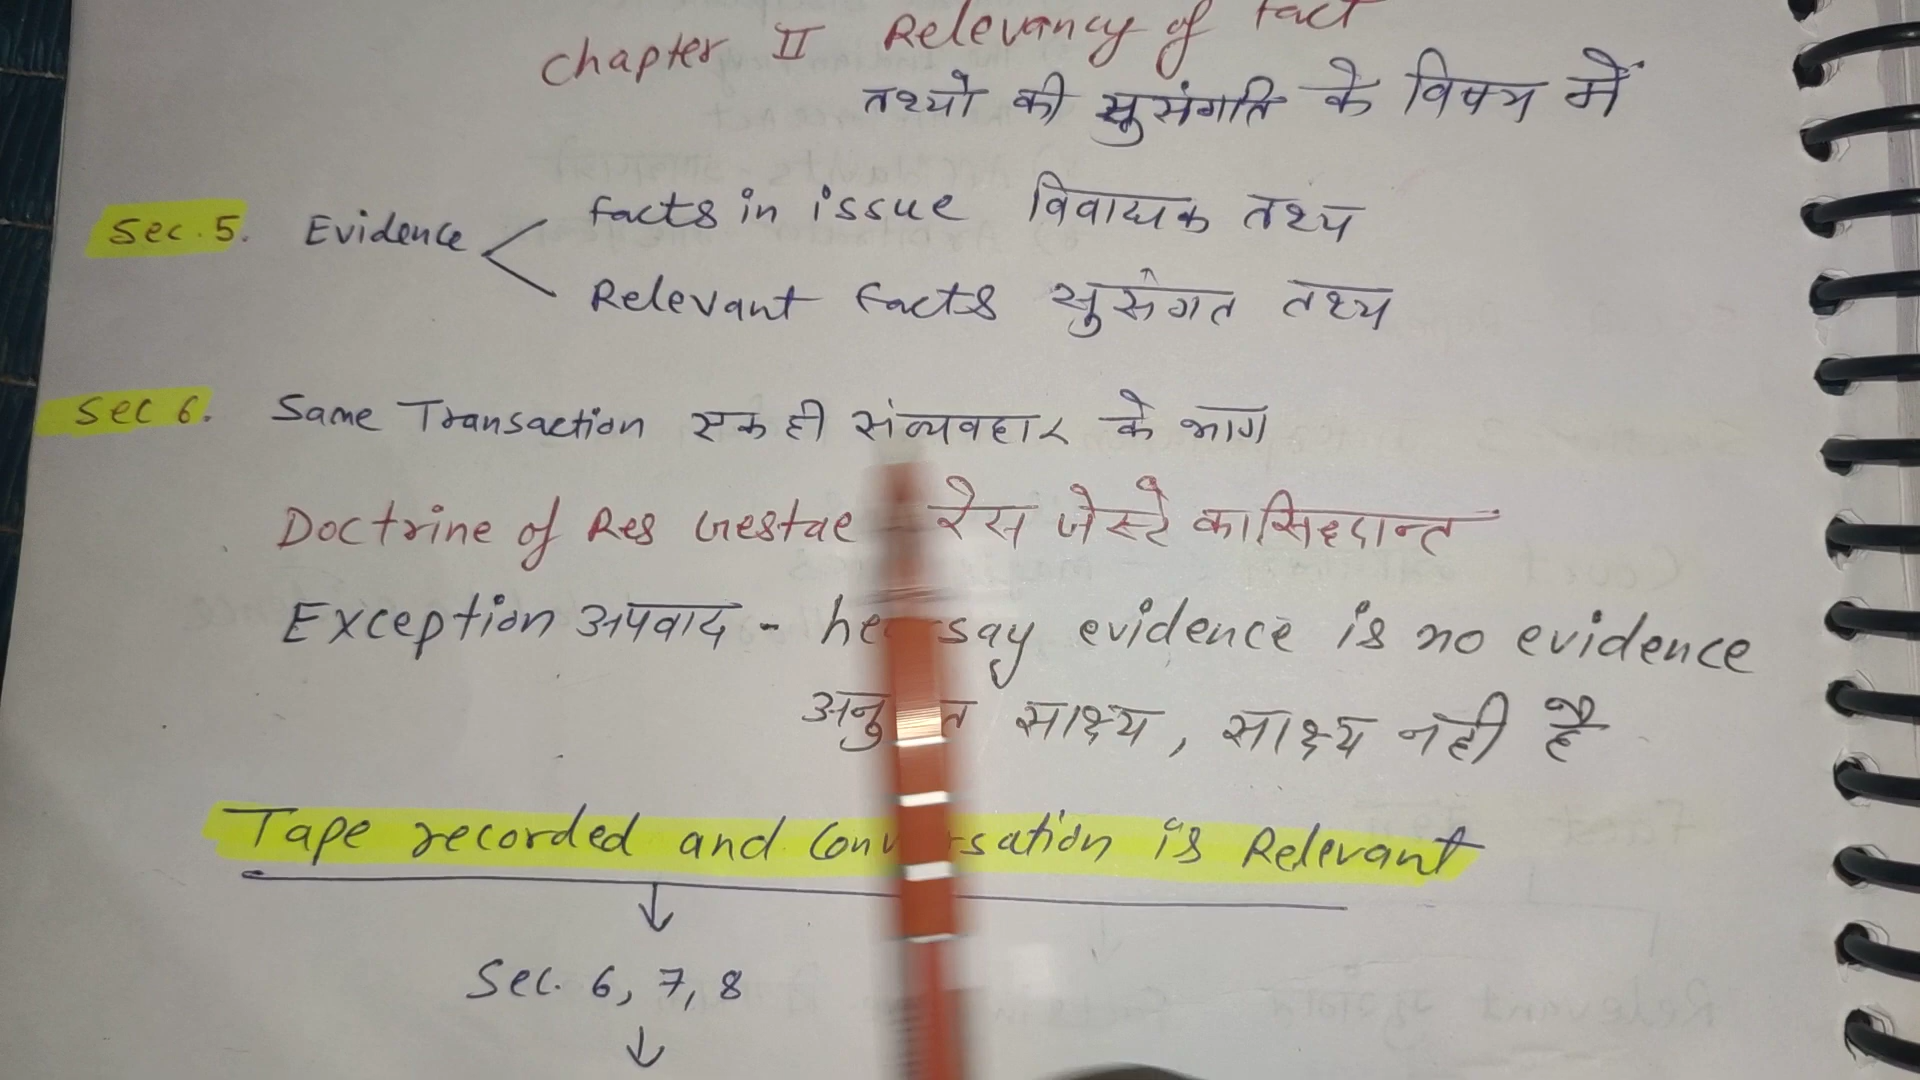 Chapter II Relevancy of Fact
तथ्यो की सुसंगति के विषय में
Sec. 5. Evidence
Facts in issue विवाद्यक तथ्य
Relevant Facts सुसंगत तथ्य
Sec 6. Same Transaction एक ही संव्यवहार के भाग
Doctrine of Res Gestae - रेस जेस्टे का सिद्दान्त
Exception अपवाद - say evidence is no evidence
साक्ष्य, साक्ष्य नही है
Tape recorded and is Relevant
Sec. 6, 7, 8